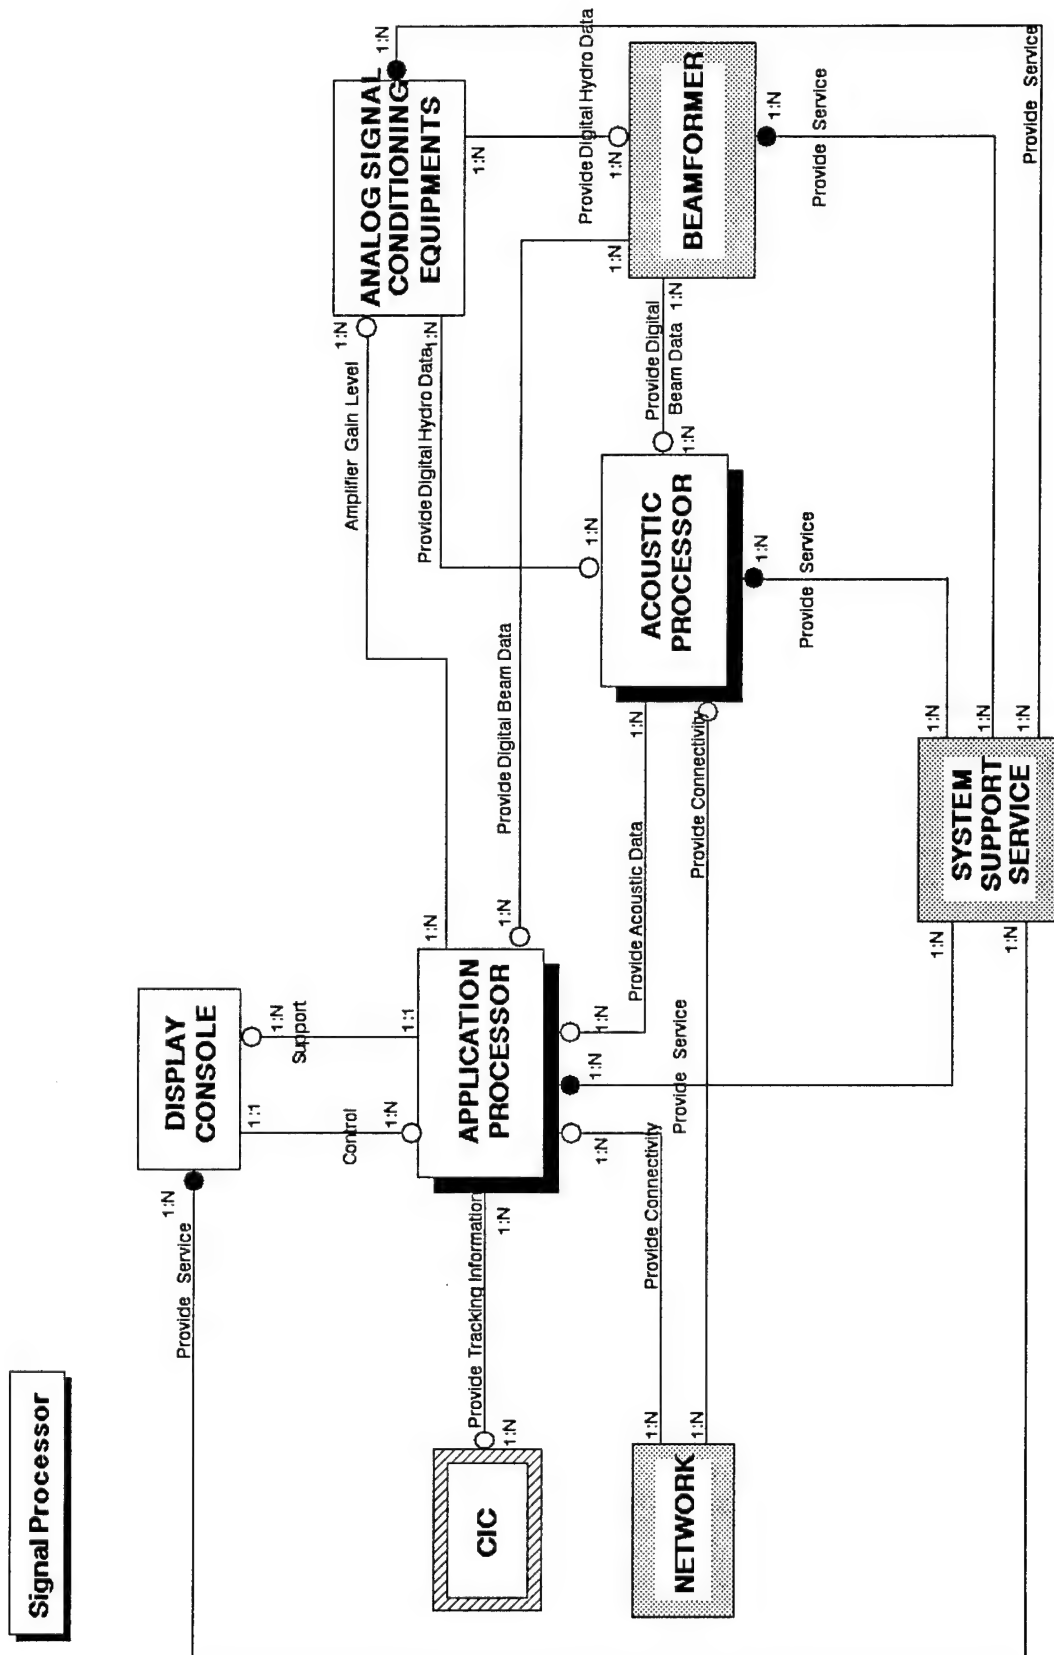 Signal Processor
DISPLAY
CONSOLE
Provide Service
1:N
1:1
Control
1:N
1:N
Support
1:1
CIC
1:N
Provide Tracking Information
1:N
APPLICATION
PROCESSOR
1:N
Amplifier Gain Level
1:N
ANALOG SIGNAL
CONDITIONING
EQUIPMENTS
1:N
1:N
Provide Digital Hydro Data
1:N
1:N
Provide Digital Hydro Data
1:N
1:N
Provide Digital Beam Data
1:N
NETWORK
1:N
1:N
Provide Connectivity
1:N
1:N
Provide Service
1:N
Provide Acoustic Data
1:N
Provide Connectivity
ACOUSTIC
PROCESSOR
1:N
Provide Digital
Beam Data
1:N
BEAMFORMER
1:N
Provide Service
1:N
Provide Service
Provide Service
SYSTEM
SUPPORT
SERVICE
1:N
1:N
1:N
1:N
1:N